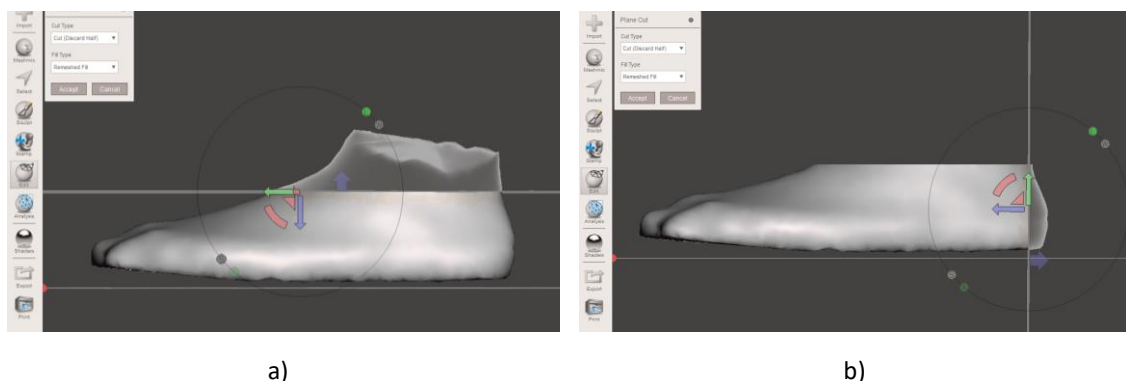 Import
Meshmix
Select
Sculpt
Stamp
Edit
Analysis
Shaders
Export
Print
Cut Type
Cut (Discard Half)
Fill Type
Remeshed Fill
Accept Cancel
a)
Import
Meshmix
Select
Sculpt
Stamp
Edit
Analysis
Shaders
Export
Print
Plane Cut
Cut Type
Cut (Discard Half)
Fill Type
Remeshed Fill
Accept Cancel
b)